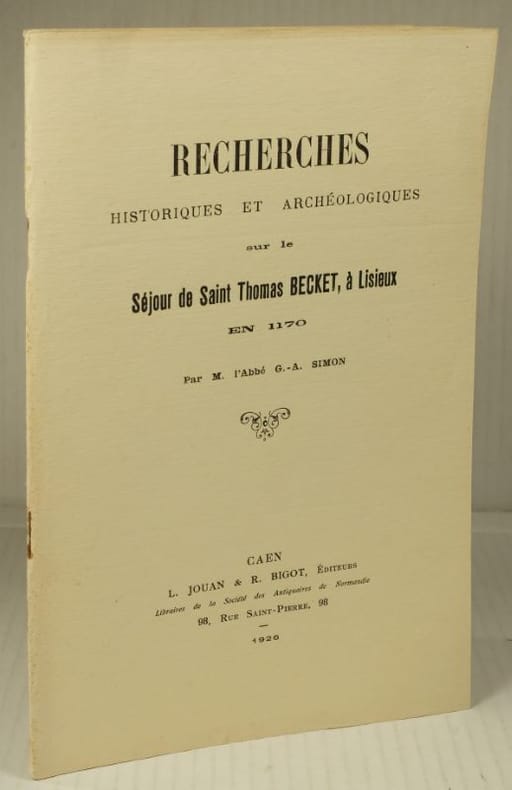 RECHERCHES
HISTORIQUES ET ARCHÉOLOGIQUES
sur le
Séjour de Saint Thomas BECKET, à Lisieux
EN 1170
Par M. l'Abbé G.-A. SIMON
CAEN
L. JOUAN & R. BIGOT, ÉDITEURS
Libraires de la Société des Antiquaires de Normandie
98, RUE SAINT-PIERRE, 98
1926